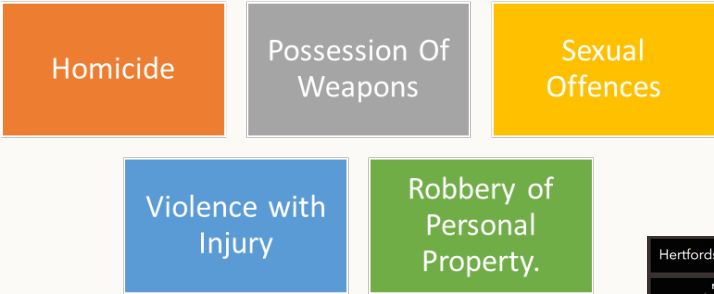 Homicide
Possession Of
Weapons
Sexual
Offences
Violence with
Injury
Robbery of
Personal
Property.